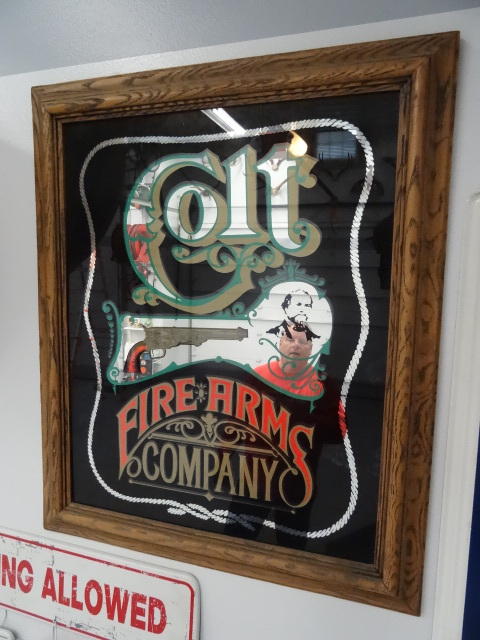 Colt
FIRE ARMS
COMPANY
NG ALLOWED